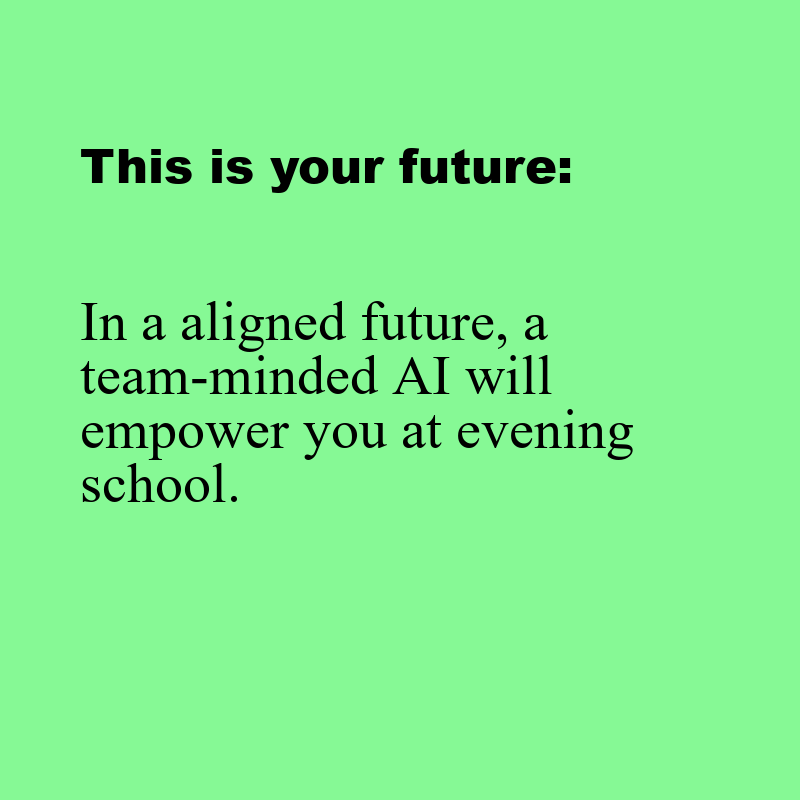 This is your future:
In a aligned future, a
team-minded AI will
empower you at evening
school.